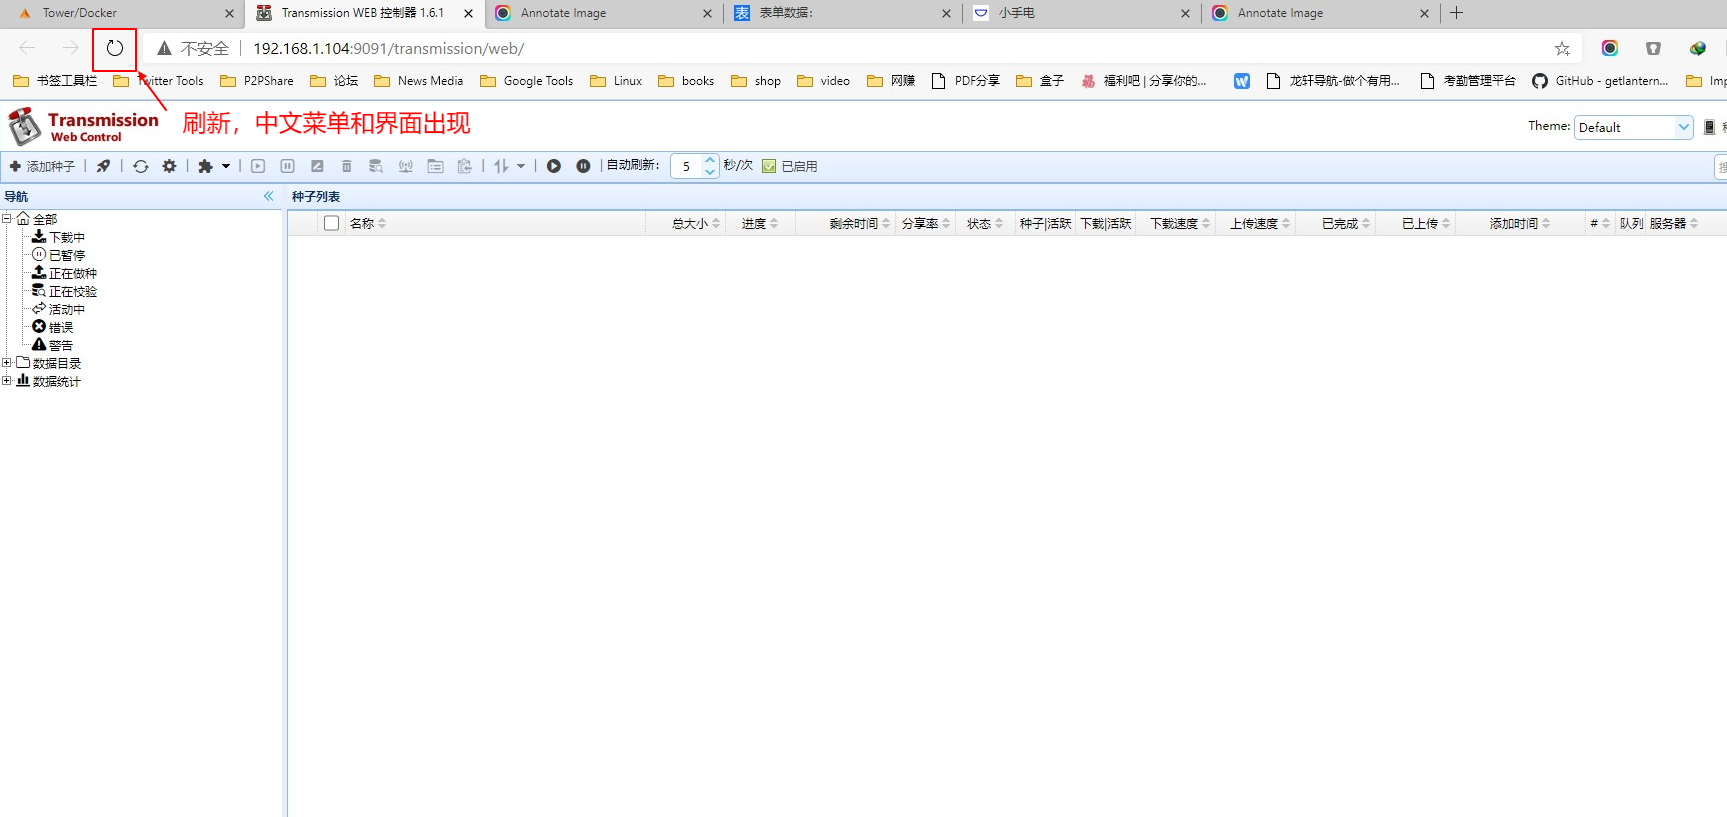 Tower/Docker
Transmission WEB 控制器 1.6.1
Annotate Image
表 表单数据:
小手电
Annotate Image
不安全 | 192.168.1.104:9091/transmission/web/
书签工具栏 Twitter Tools P2PShare 论坛 News Media Google Tools Linux books shop video 网赚 PDF分享 盒子 福利吧 | 分享你的... 龙轩导航-做个有用... 考勤管理平台 GitHub - getlantern...
Transmission
Web Control
刷新，中文菜单和界面出现
Theme: Default
添加种子 自动刷新: 5 秒/次 已启用
导航
种子列表
名称 总大小 进度 剩余时间 分享率 状态 种子|活跃 下载|活跃 下载速度 上传速度 已完成 已上传 添加时间 # 队列 服务器
全部
下载中
已暂停
正在做种
正在校验
活动中
错误
警告
数据目录
数据统计